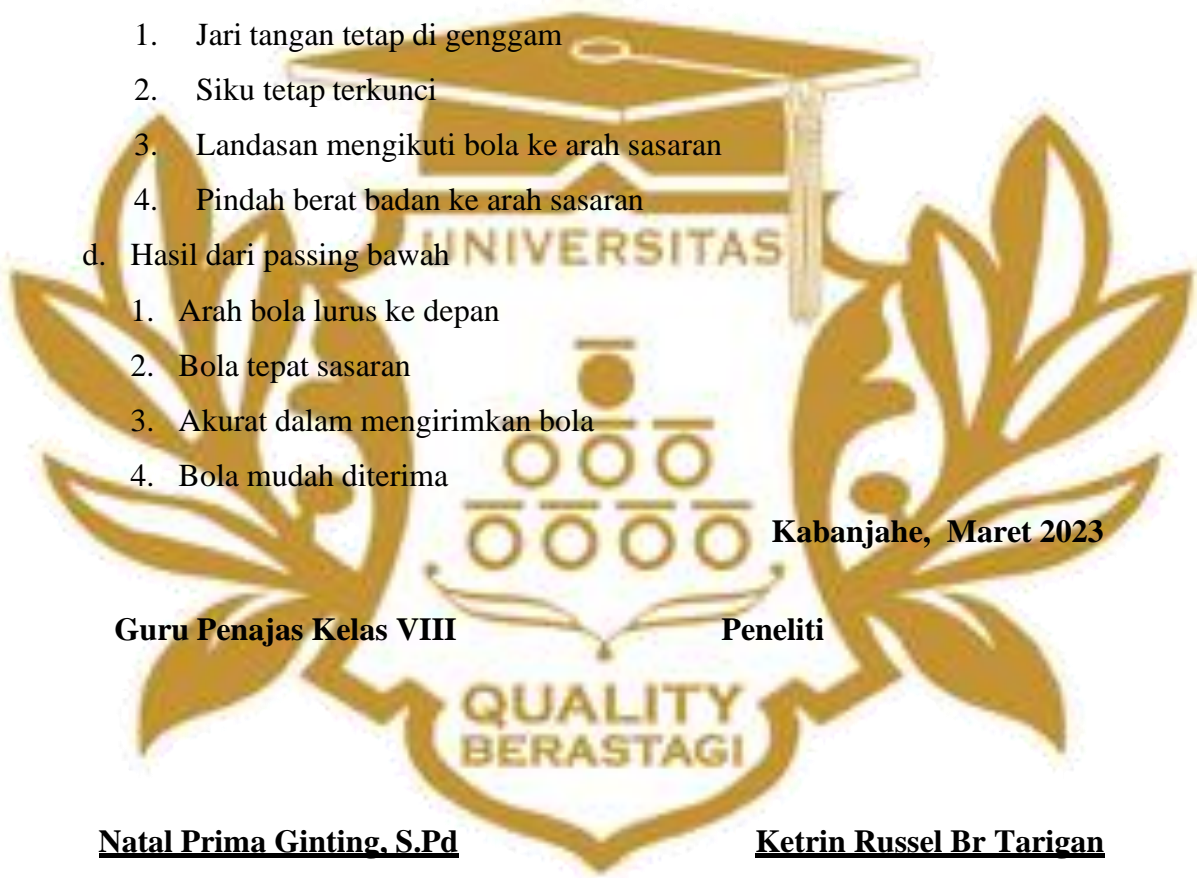 1. Jari tangan tetap di genggam
2. Siku tetap terkunci
3. Landasan mengikuti bola ke arah sasaran
4. Pindah berat badan ke arah sasaran
UNIVERSITAS
d. Hasil dari passing bawah
1. Arah bola lurus ke depan
2. Bola tepat sasaran
3. Akurat dalam mengirimkan bola
4. Bola mudah diterima
Kabanjahe, Maret 2023
Guru Penajas Kelas VIII Peneliti
QUALITY
BERASTAGI
Natal Prima Ginting, S.Pd Ketrin Russel Br Tarigan